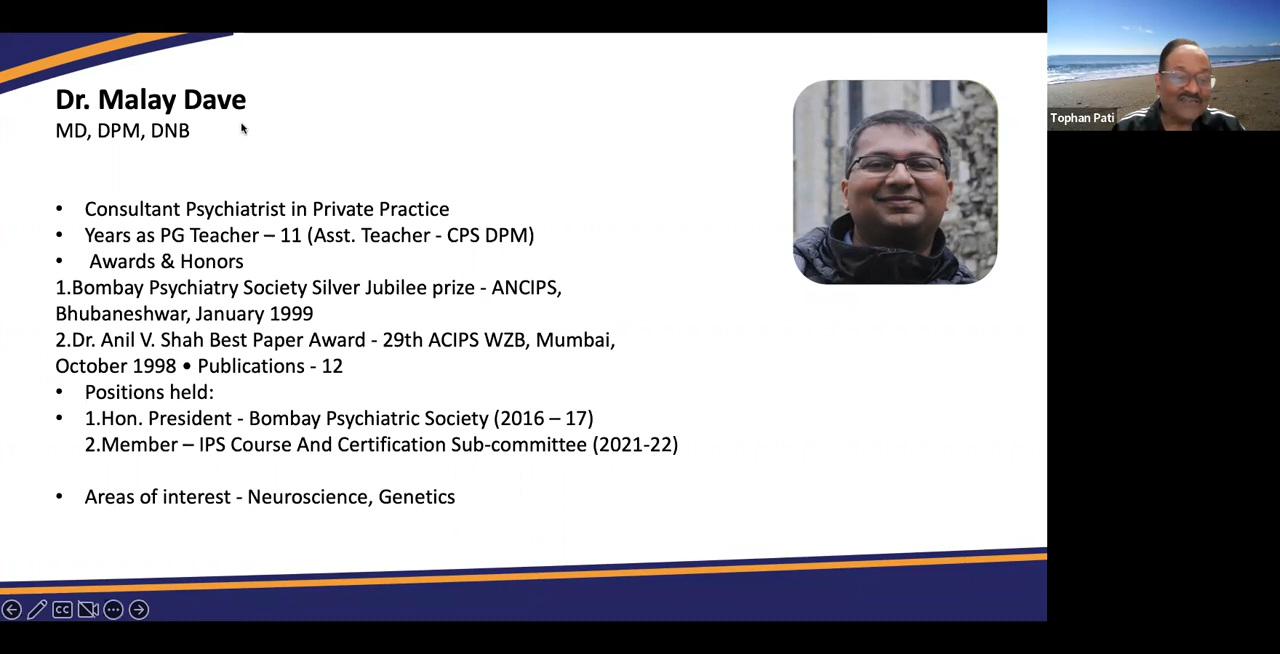 Dr. Malay Dave
MD, DPM, DNB
• Consultant Psychiatrist in Private Practice
• Years as PG Teacher – 11 (Asst. Teacher - CPS DPM)
• Awards & Honors
1.Bombay Psychiatry Society Silver Jubilee prize - ANCIPS,
Bhubaneshwar, January 1999
2.Dr. Anil V. Shah Best Paper Award - 29th ACIPS WZB, Mumbai,
October 1998 • Publications - 12
• Positions held:
• 1.Hon. President - Bombay Psychiatric Society (2016 – 17)
2.Member – IPS Course And Certification Sub-committee (2021-22)
• Areas of interest - Neuroscience, Genetics
CC
Tophan Pati